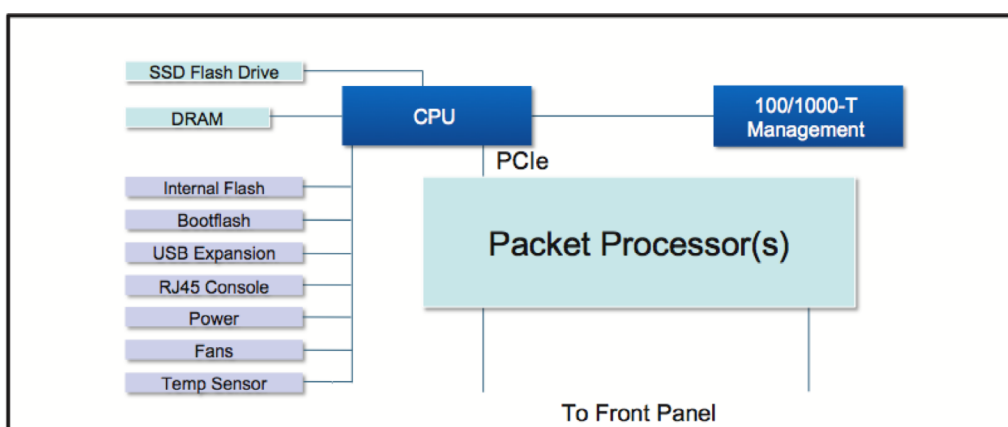 SSD Flash Drive
DRAM
CPU
100/1000-T
Management
PCIe
Internal Flash
Bootflash
USB Expansion
RJ45 Console
Power
Fans
Temp Sensor
Packet Processor(s)
To Front Panel